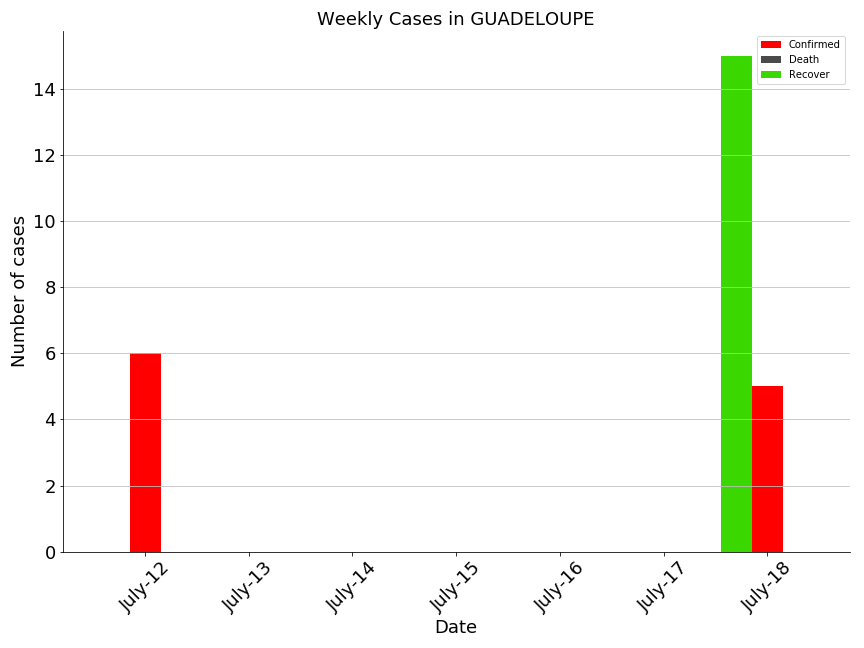 Weekly Cases in GUADELOUPE
Confirmed
Death
Recover
Number of cases
14
12
10
8
6
4
2
0
July-12
July-13
July-14
July-15
July-16
July-17
July-18
Date